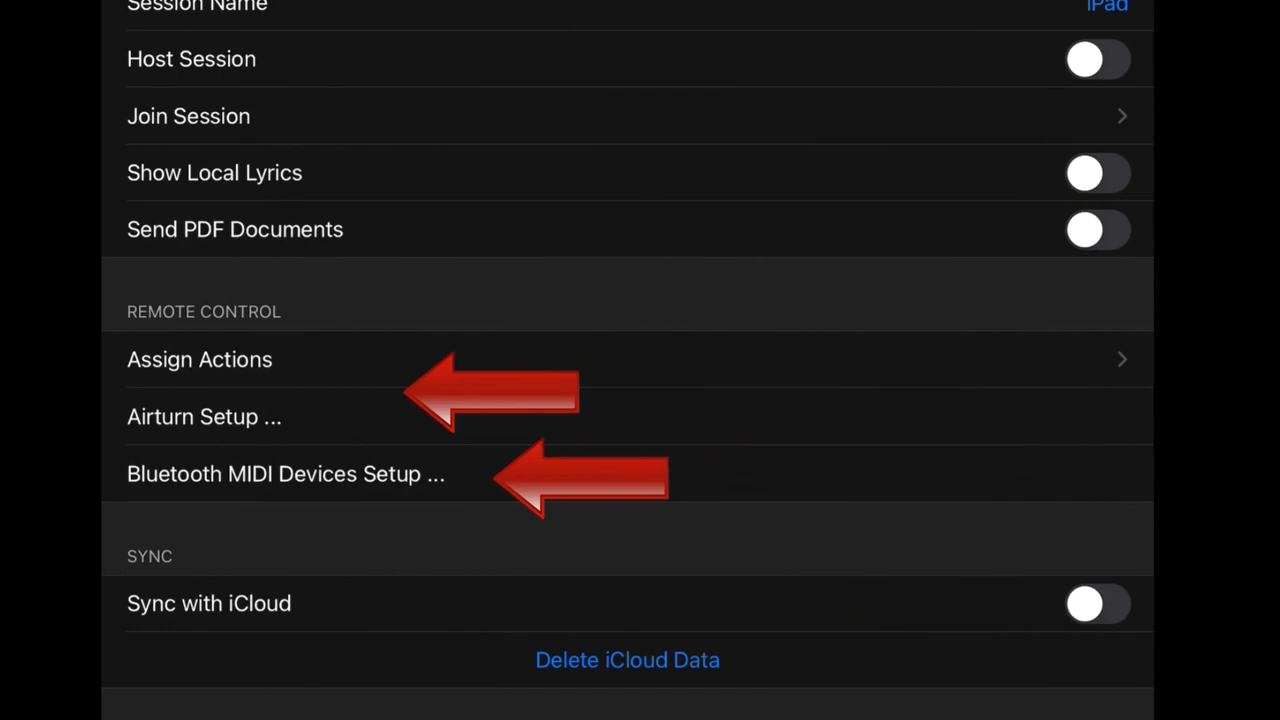 Session Name
iPad
Host Session
Join Session
Show Local Lyrics
Send PDF Documents
REMOTE CONTROL
Assign Actions
Airturn Setup ...
Bluetooth MIDI Devices Setup ...
SYNC
Sync with iCloud
Delete iCloud Data